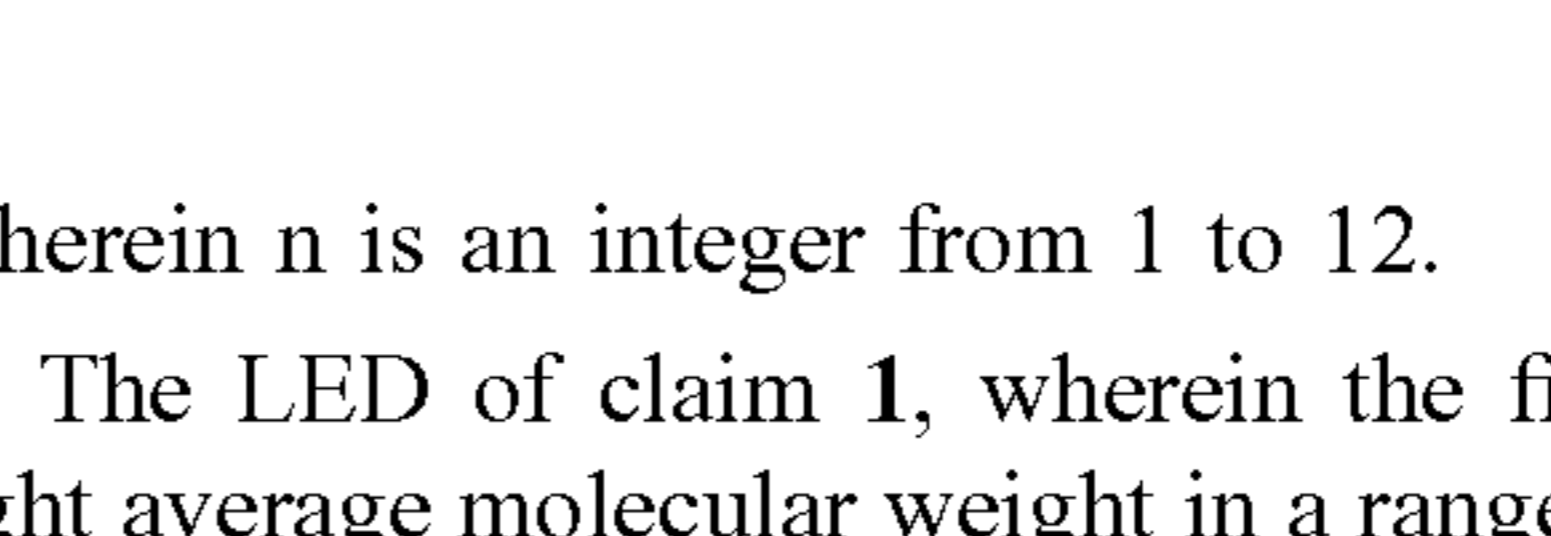 herein n is an integer from 1 to 12.
The LED of claim 1, wherein the fi
ght average molecular weight in a range